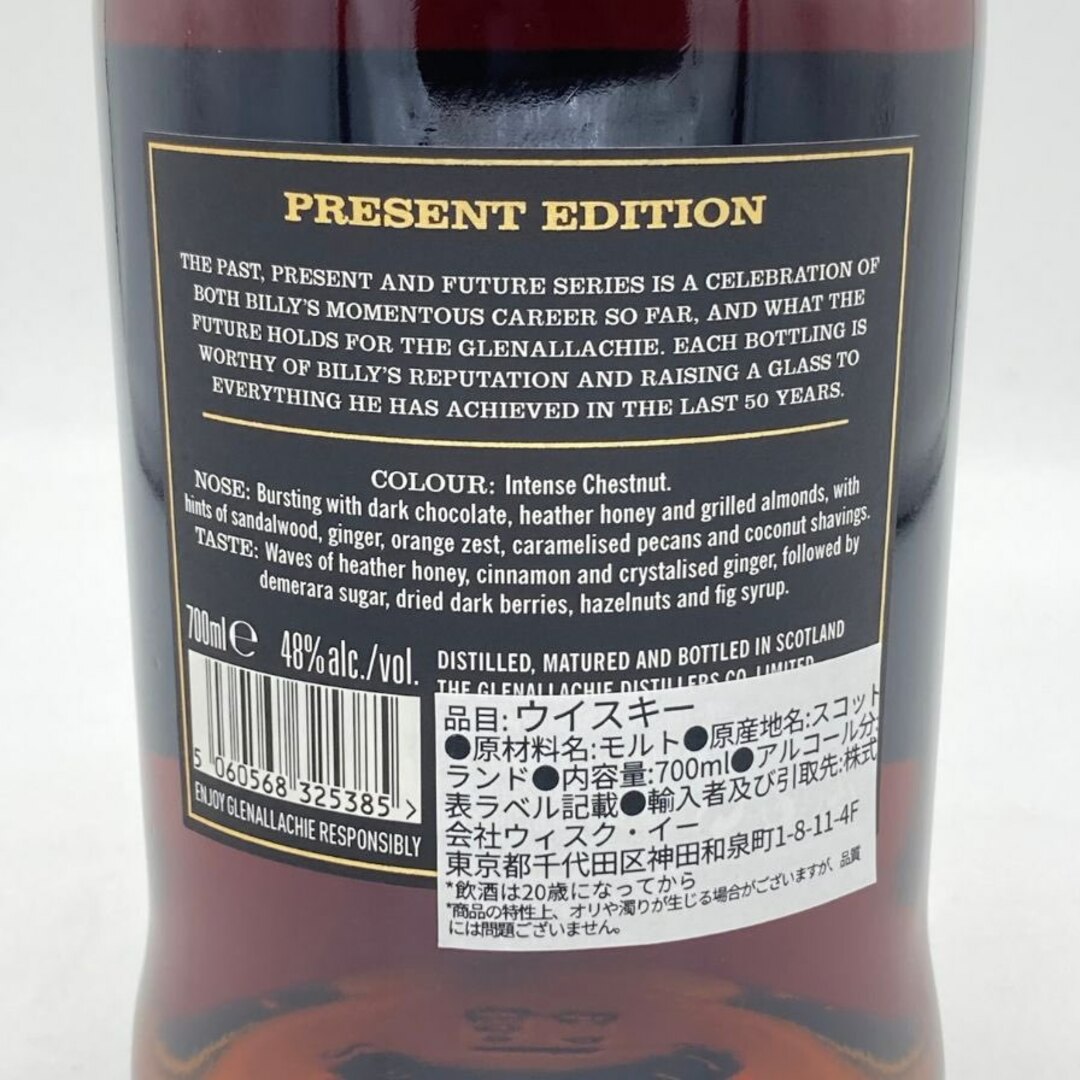 PRESENT EDITION
THE PAST, PRESENT AND FUTURE SERIES IS A CELEBRATION OF
BOTH BILLY'S MOMENTOUS CAREER SO FAR, AND WHAT THE
FUTURE HOLDS FOR THE GLENALLACHIE. EACH BOTTLING IS
WORTHY OF BILLY'S REPUTATION AND RAISING A GLASS TO
EVERYTHING HE HAS ACHIEVED IN THE LAST 50 YEARS.
COLOUR: Intense Chestnut.
NOSE: Bursting with dark chocolate, heather honey and grilled almonds, with
hints of sandalwood, ginger, orange zest, caramelised pecans and coconut shavings.
TASTE: Waves of heather honey, cinnamon and crystalised ginger, followed by
demerara sugar, dried dark berries, hazelnuts and fig syrup.
700ml℮ 48%alc./vol.
DISTILLED, MATURED AND BOTTLED IN SCOTLAND
THE GLENALLACHIE DISTILLERS CO. LIMITED
5 060568 325385 >
ENJOY GLENALLACHIE RESPONSIBLY
品目:ウイスキー
●原材料名:モルト●原産地名:スコット
ランド●内容量:700ml●アルコール分:
表ラベル記載●輸入者及び引取先:株式
会社ウィスク・イー
東京都千代田区神田和泉町1-8-11-4F
*飲酒は20歳になってから
*商品の特性上、オリや濁りが生じる場合がございますが、品質
には問題ございません。